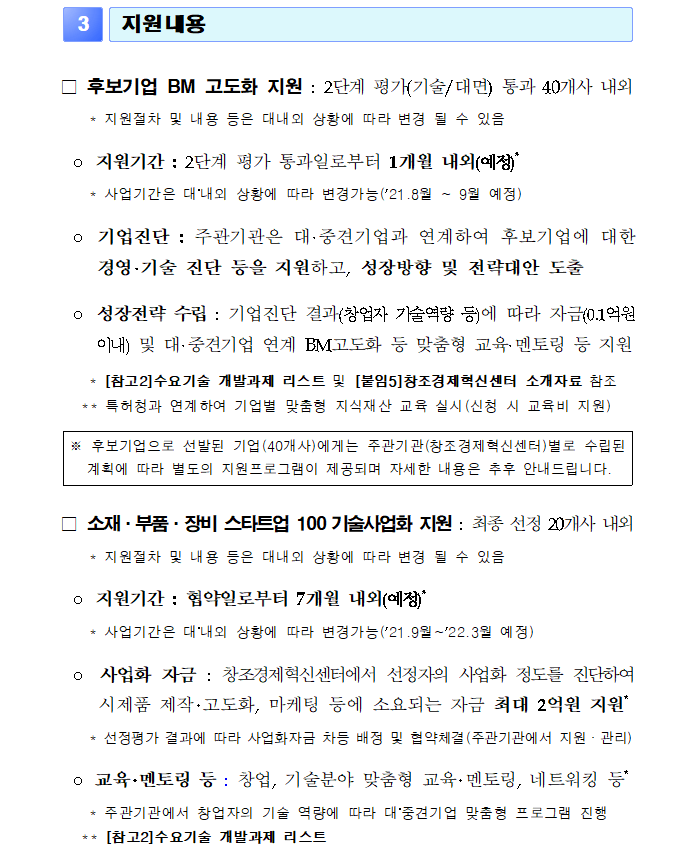 3 지원내용
□ 후보기업 BM 고도화 지원 : 2단계 평가(기술/대면) 통과 40개사 내외
* 지원절차 및 내용 등은 대내외 상황에 따라 변경 될 수 있음
○ 지원기간 : 2단계 평가 통과일로부터 1개월 내외(예정)*
* 사업기간은 대·내외 상황에 따라 변경가능('21.8월 ~ 9월 예정)
○ 기업진단 : 주관기관은 대·중견기업과 연계하여 후보기업에 대한
경영·기술 진단 등을 지원하고, 성장방향 및 전략대안 도출
○ 성장전략 수립 : 기업진단 결과(창업자 기술역량 등)에 따라 자금(0.1억원
이내) 및 대·중견기업 연계 BM고도화 등 맞춤형 교육·멘토링 등 지원
* [참고2]수요기술 개발과제 리스트 및 [붙임5]창조경제혁신센터 소개자료 참조
** 특허청과 연계하여 기업별 맞춤형 지식재산 교육 실시(신청 시 교육비 지원)
※ 후보기업으로 선발된 기업(40개사)에게는 주관기관(창조경제혁신센터)별로 수립된
계획에 따라 별도의 지원프로그램이 제공되며 자세한 내용은 추후 안내드립니다.
□ 소재·부품·장비 스타트업 100 기술사업화 지원 : 최종 선정 20개사 내외
* 지원절차 및 내용 등은 대내외 상황에 따라 변경 될 수 있음
○ 지원기간 : 협약일로부터 7개월 내외(예정)*
* 사업기간은 대·내외 상황에 따라 변경가능('21.9월~'22.3월 예정)
○ 사업화 자금 : 창조경제혁신센터에서 선정자의 사업화 정도를 진단하여
시제품 제작·고도화, 마케팅 등에 소요되는 자금 최대 2억원 지원*
* 선정평가 결과에 따라 사업화자금 차등 배정 및 협약체결(주관기관에서 지원·관리)
○ 교육·멘토링 등 : 창업, 기술분야 맞춤형 교육·멘토링, 네트워킹 등*
* 주관기관에서 창업자의 기술 역량에 따라 대·중견기업 맞춤형 프로그램 진행
** [참고2]수요기술 개발과제 리스트